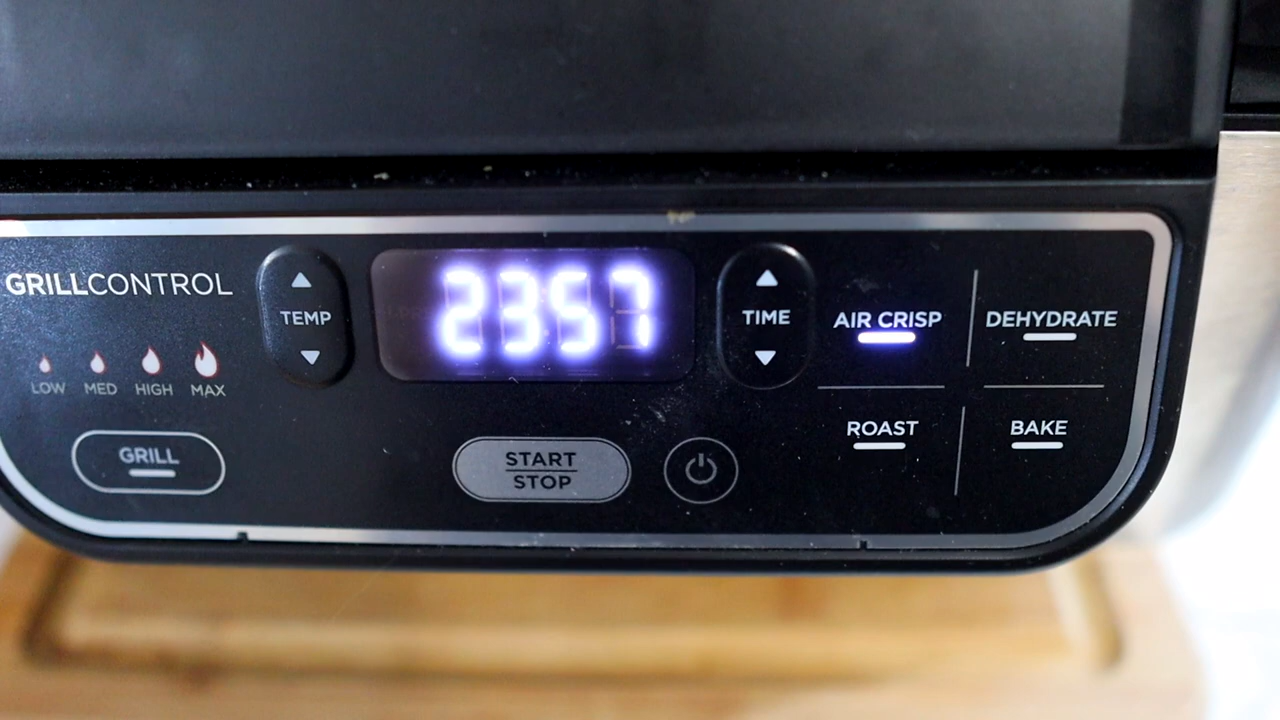 GRILLCONTROL
TEMP
2357
TIME
AIR CRISP
DEHYDRATE
LOW
MED
HIGH
MAX
GRILL
START
STOP
ROAST
BAKE